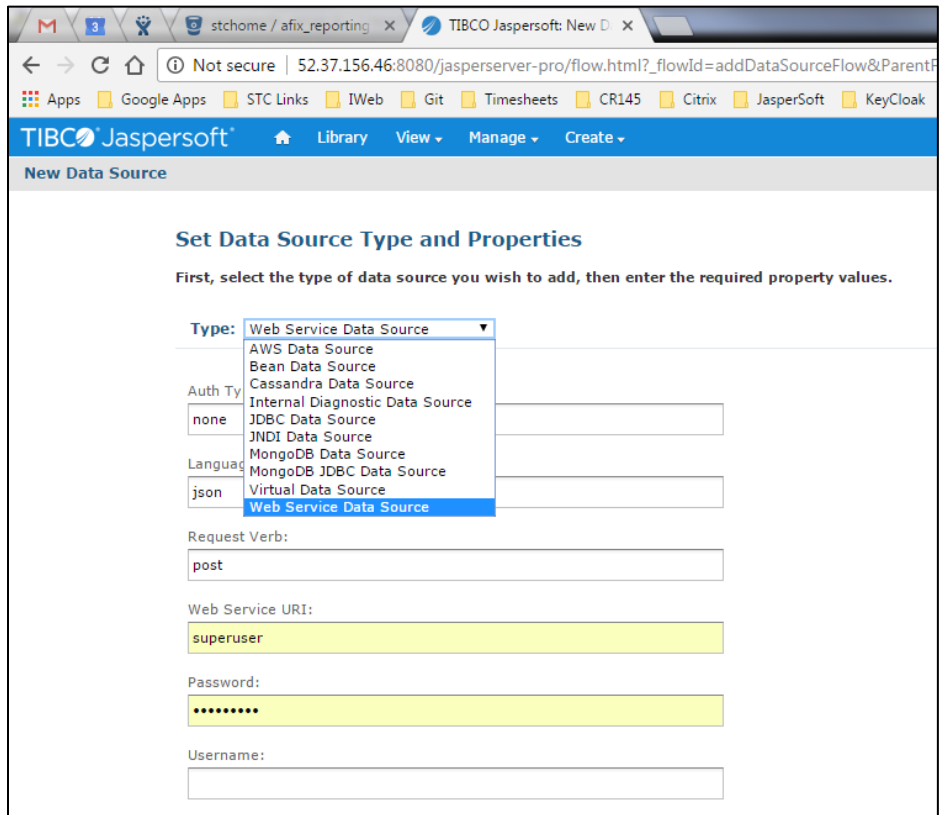 3
stchome / afix_reporting
TIBCO Jaspersoft: New D
Not secure
52.37.156.46:8080/jasperserver-pro/flow.html?_flowId=addDataSourceFlow&ParentF
Apps Google Apps STC Links IWeb Git Timesheets CR145 Citrix JasperSoft KeyCloak
TIBCO Jaspersoft Library View Manage Create
New Data Source
Set Data Source Type and Properties
First, select the type of data source you wish to add, then enter the required property values.
Type: Web Service Data Source
AWS Data Source
Bean Data Source
Cassandra Data Source
Internal Diagnostic Data Source
JDBC Data Source
JNDI Data Source
MongoDB Data Source
MongoDB JDBC Data Source
Virtual Data Source
Web Service Data Source
Auth Ty
none
Languag
json
Request Verb:
post
Web Service URI:
superuser
Password:
•••••••••
Username: